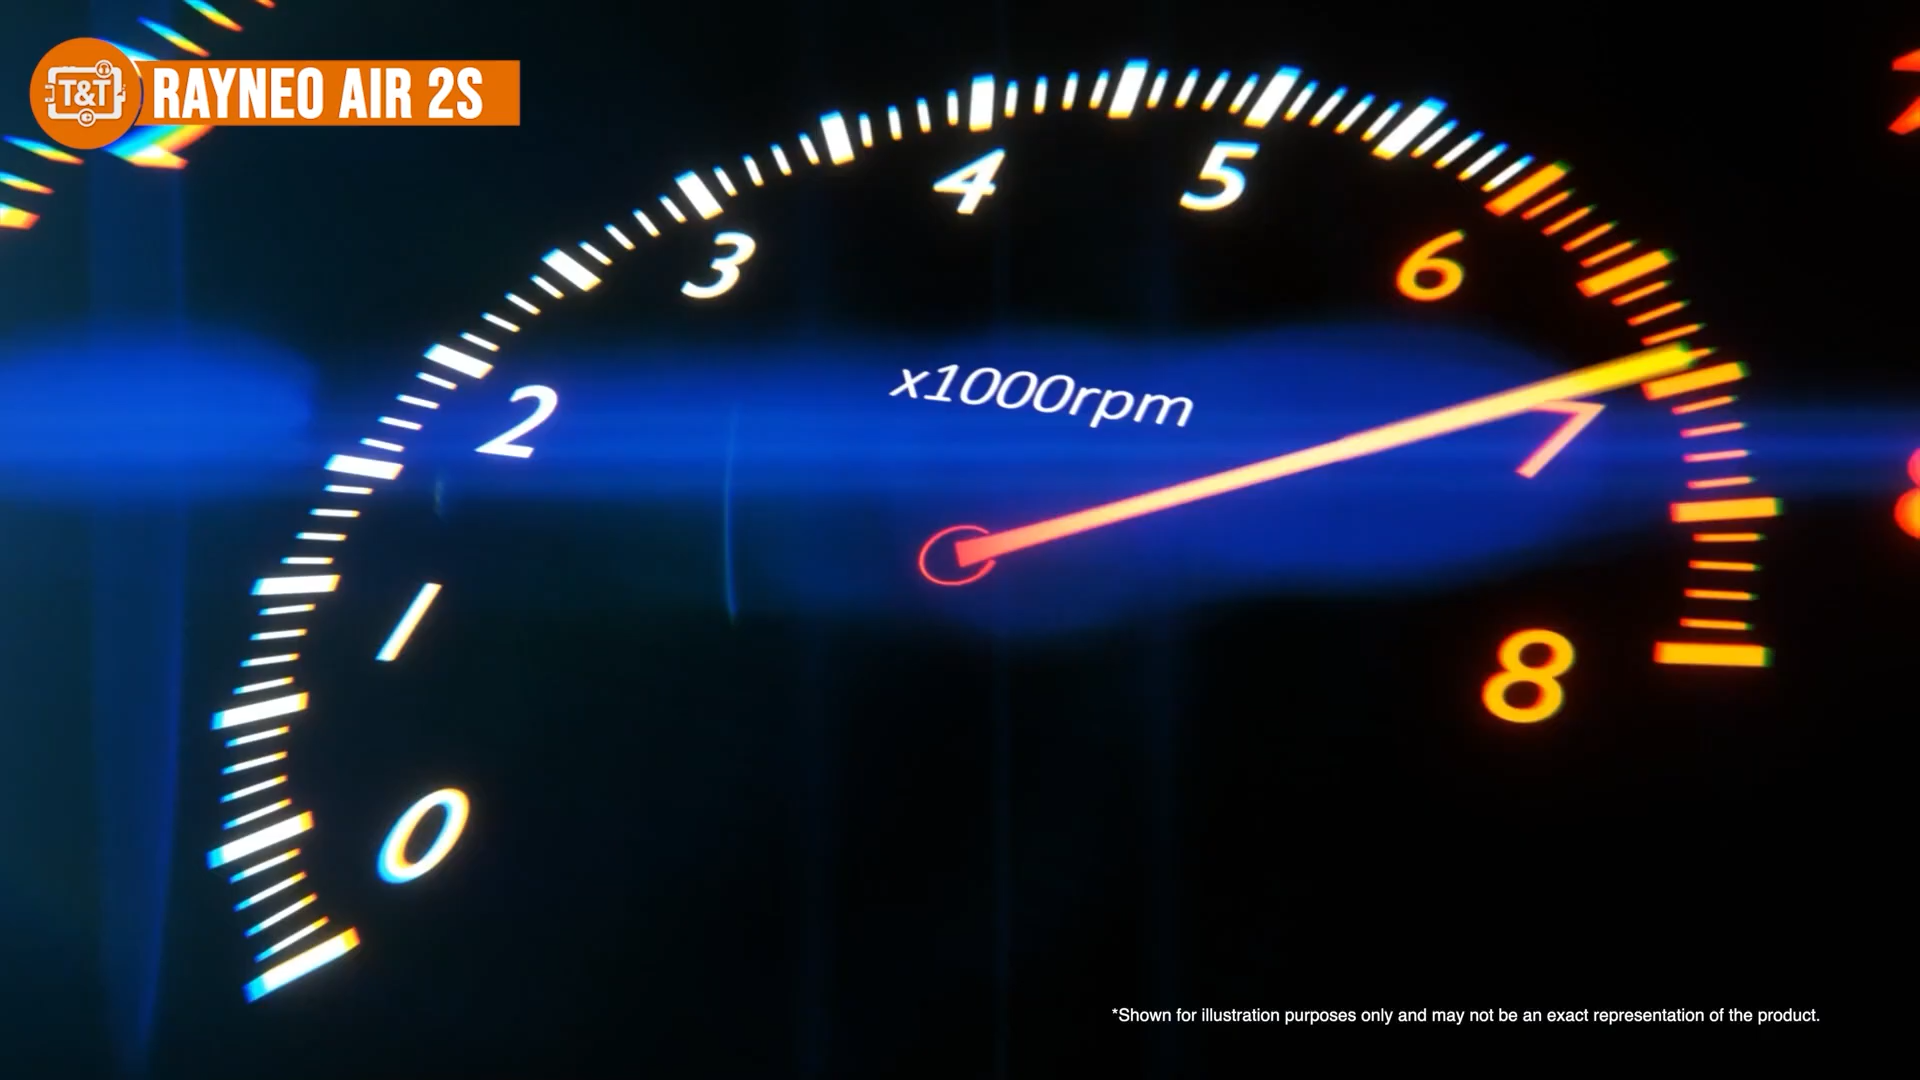 T&T
RAYNEO AIR 2S
4
5
3
6
x1000rpm
2
7
1
8
0
*Shown for illustration purposes only and may not be an exact representation of the product.